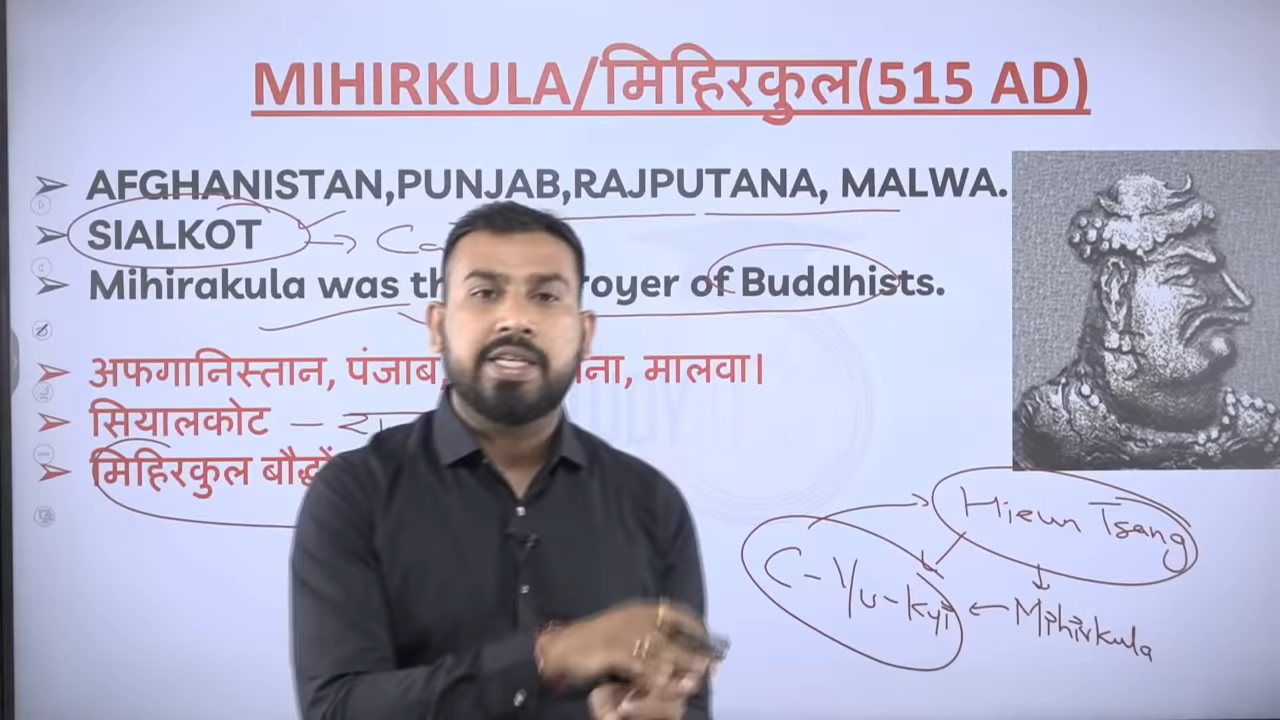 MIHIRKULA/मिहिरकुल(515 AD)
AFGHANISTAN,PUNJAB,RAJPUTANA, MALWA.
SIALKOT
Mihirakula was th royer of Buddhists.
अफगानिस्तान, पंजाब, ना, मालवा।
सियालकोट –
मिहिरकुल बौद्धों
Hieun Tsang
C-Yu-kyi ← Mihirkula